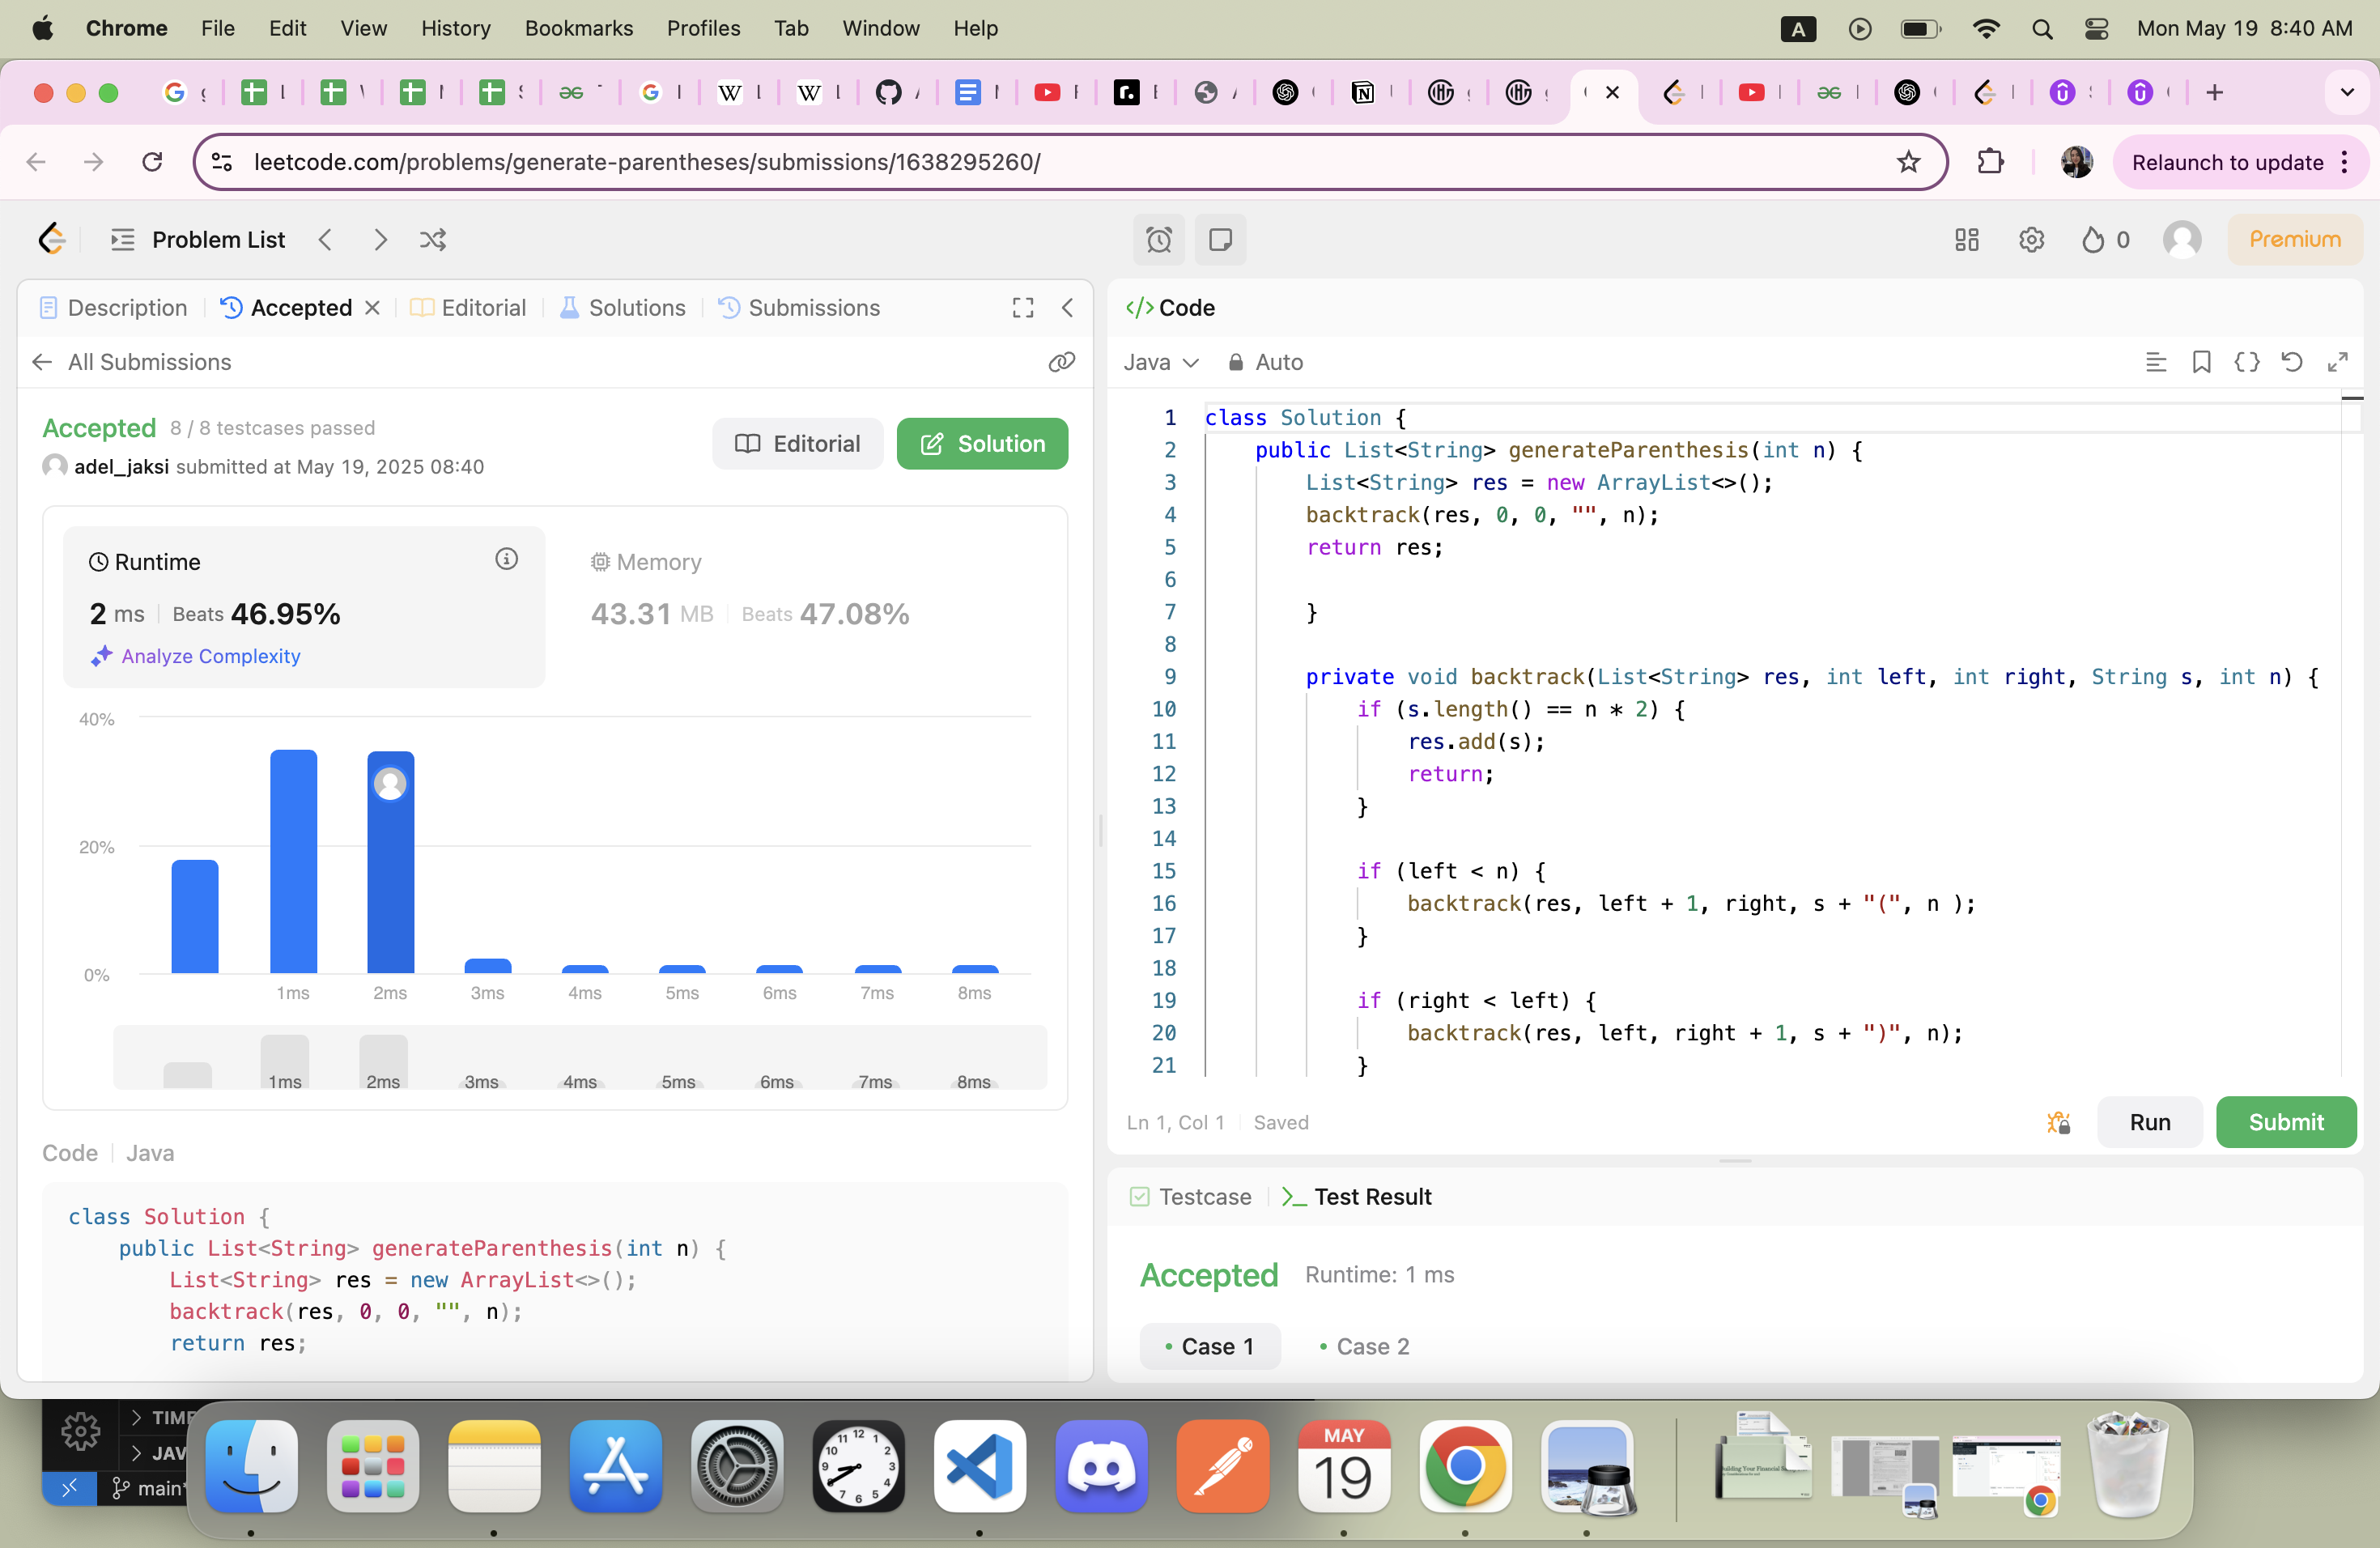 Chrome File Edit View History Bookmarks Profiles Tab Window Help A Mon May 19 8:40 AM
leetcode.com/problems/generate-parentheses/submissions/1638295260/ Relaunch to update
Problem List 0 Premium
Description Accepted Editorial Solutions Submissions
All Submissions
Accepted 8 / 8 testcases passed
adel_jaksi submitted at May 19, 2025 08:40
Editorial Solution
Runtime Memory
2 ms Beats 46.95% 43.31 MB Beats 47.08%
Analyze Complexity
40%
20%
0%
1ms 2ms 3ms 4ms 5ms 6ms 7ms 8ms
1ms 2ms 3ms 4ms 5ms 6ms 7ms 8ms
Code Java
class Solution {
public List<String> generateParenthesis(int n) {
List<String> res = new ArrayList<>();
backtrack(res, 0, 0, "", n);
return res;
</> Code
Java Auto
1 class Solution {
2 public List<String> generateParenthesis(int n) {
3 List<String> res = new ArrayList<>();
4 backtrack(res, 0, 0, "", n);
5 return res;
6
7 }
8
9 private void backtrack(List<String> res, int left, int right, String s, int n) {
10 if (s.length() == n * 2) {
11 res.add(s);
12 return;
13 }
14
15 if (left < n) {
16 backtrack(res, left + 1, right, s + "(", n );
17 }
18
19 if (right < left) {
20 backtrack(res, left, right + 1, s + ")", n);
21 }
Ln 1, Col 1 Saved Run Submit
Testcase Test Result
Accepted Runtime: 1 ms
Case 1 Case 2
TIME
JAV
main*
MAY
19